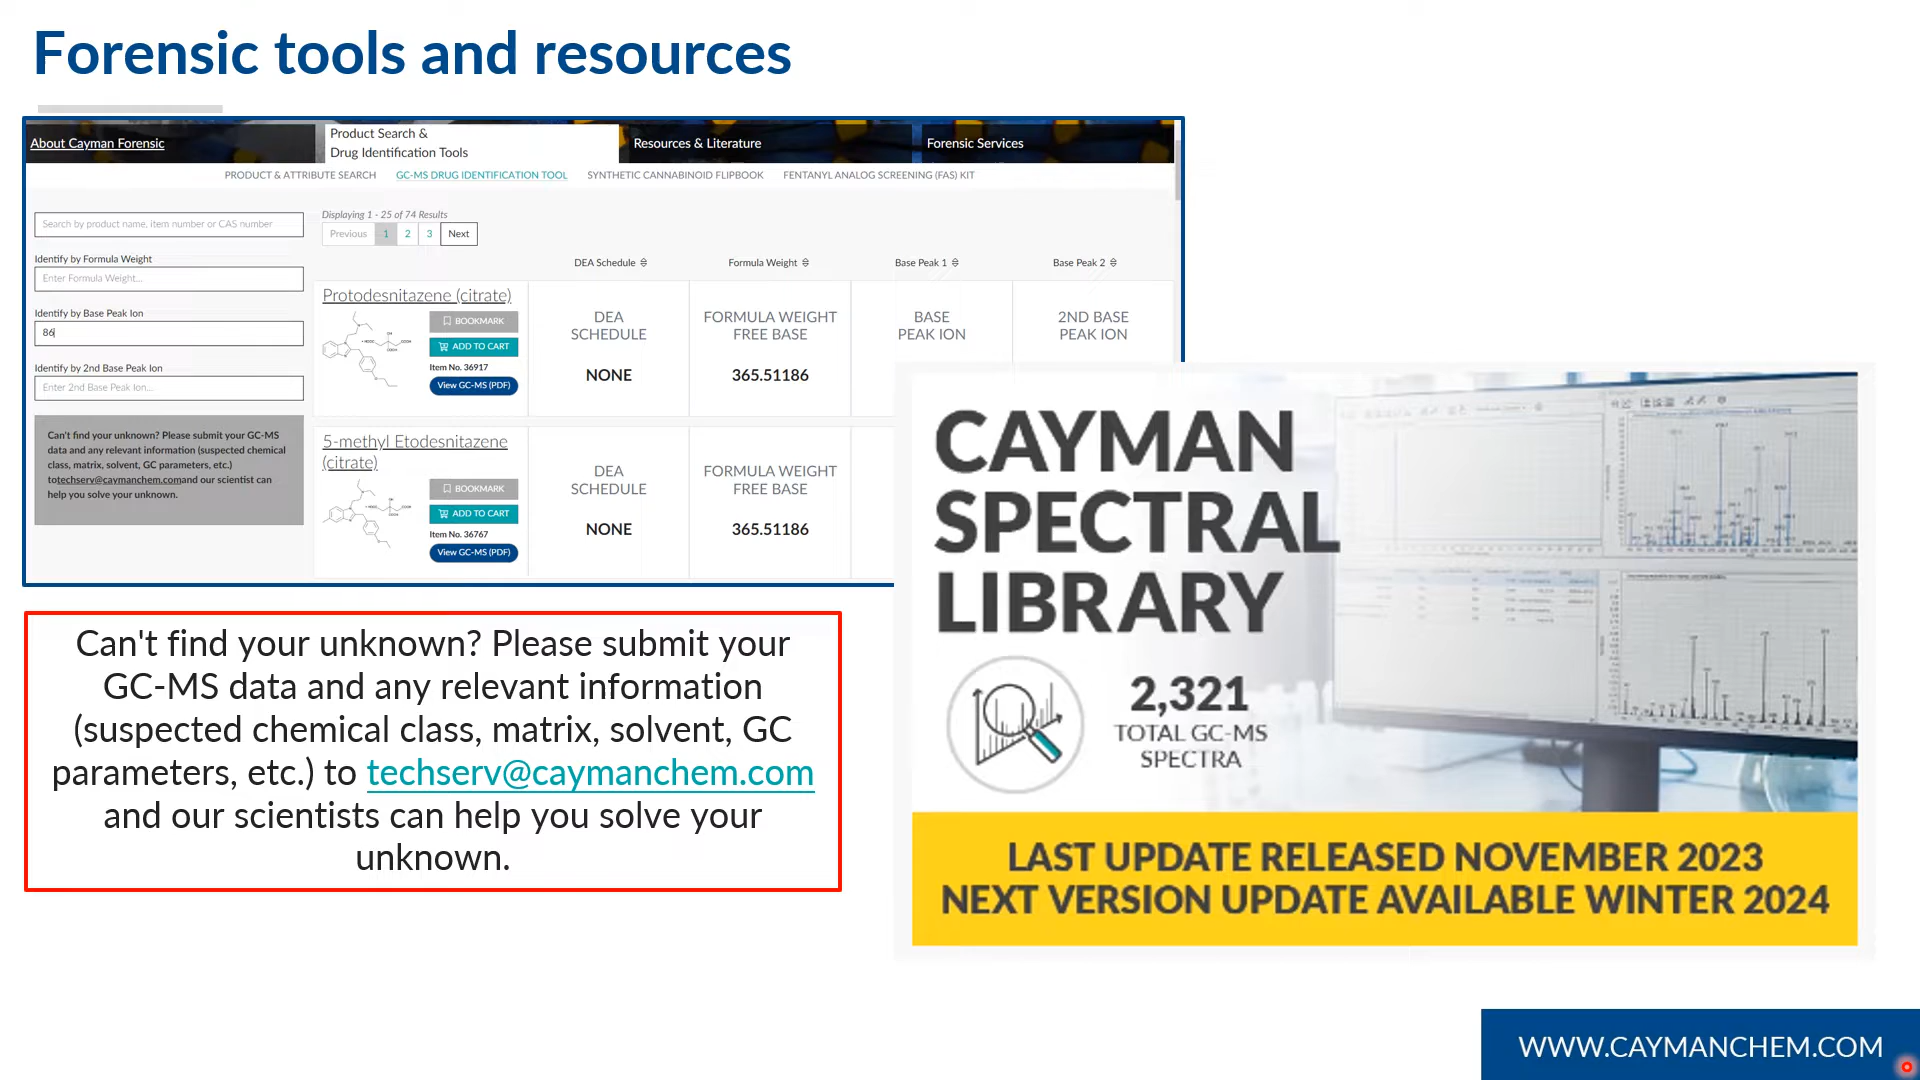 Forensic tools and resources
About Cayman Forensic
Product Search &
Drug Identification Tools
Resources & Literature
Forensic Services
PRODUCT & ATTRIBUTE SEARCH
GC-MS DRUG IDENTIFICATION TOOL
SYNTHETIC CANNABINOID FLIPBOOK
FENTANYL ANALOG SCREENING (FAS) KIT
Search by product name, item number or CAS number
Identify by Formula Weight
Enter Formula Weight...
Identify by Base Peak Ion
86
Identify by 2nd Base Peak Ion
Enter 2nd Base Peak Ion...
Can't find your unknown? Please submit your GC-MS
data and any relevant information (suspected chemical
class, matrix, solvent, GC parameters, etc.)
totechserv@caymanchem.comand our scientist can
help you solve your unknown.
Displaying 1 - 25 of 74 Results
Previous 1 2 3 Next
DEA Schedule Formula Weight Base Peak 1 Base Peak 2
Protodesnitazene (citrate)
BOOKMARK
ADD TO CART
Item No. 36917
View GC-MS (PDF)
DEA
SCHEDULE
NONE
FORMULA WEIGHT
FREE BASE
365.51186
BASE
PEAK ION
2ND BASE
PEAK ION
5-methyl Etodesnitazene
(citrate)
BOOKMARK
ADD TO CART
Item No. 36767
View GC-MS (PDF)
DEA
SCHEDULE
NONE
FORMULA WEIGHT
FREE BASE
365.51186
Can't find your unknown? Please submit your
GC-MS data and any relevant information
(suspected chemical class, matrix, solvent, GC
parameters, etc.) to techserv@caymanchem.com
and our scientists can help you solve your
unknown.
CAYMAN
SPECTRAL
LIBRARY
2,321
TOTAL GC-MS
SPECTRA
LAST UPDATE RELEASED NOVEMBER 2023
NEXT VERSION UPDATE AVAILABLE WINTER 2024
WWW.CAYMANCHEM.COM